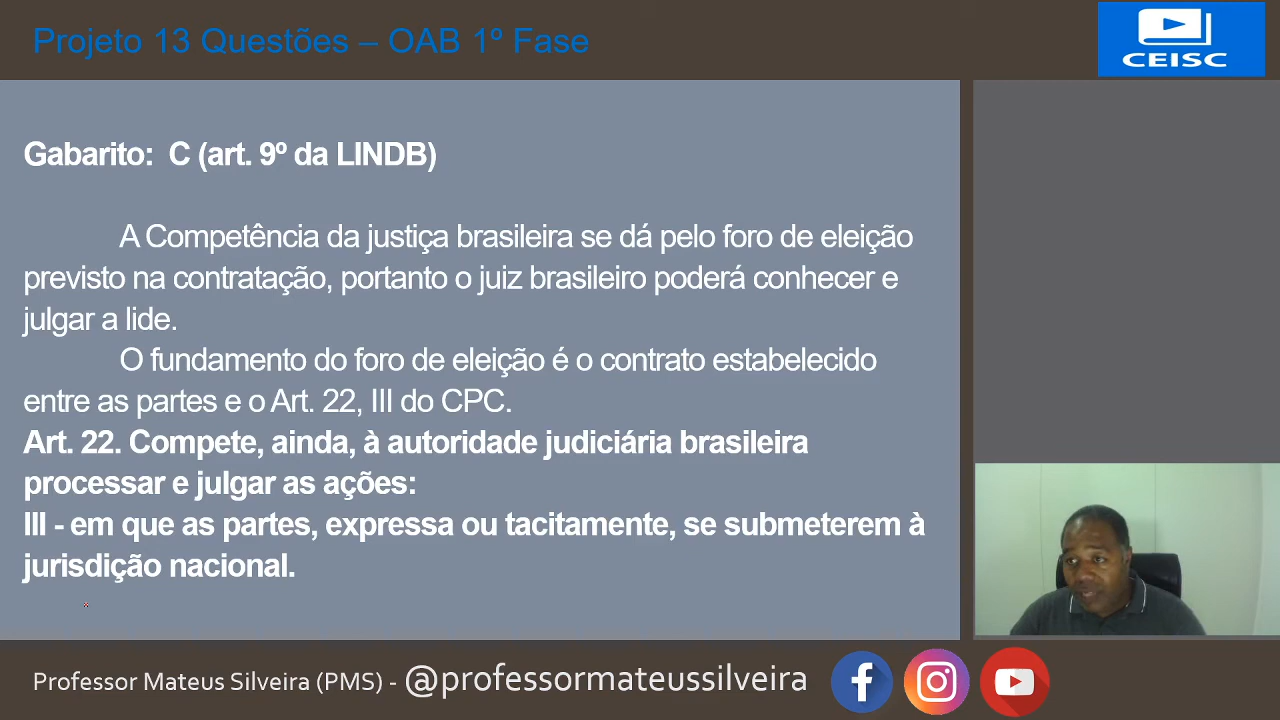 Projeto 13 Questões – OAB 1º Fase
CEISC
Gabarito: C (art. 9º da LINDB)
A Competência da justiça brasileira se dá pelo foro de eleição
previsto na contratação, portanto o juiz brasileiro poderá conhecer e
julgar a lide.
O fundamento do foro de eleição é o contrato estabelecido
entre as partes e o Art. 22, III do CPC.
Art. 22. Compete, ainda, à autoridade judiciária brasileira
processar e julgar as ações:
III - em que as partes, expressa ou tacitamente, se submeterem à
jurisdição nacional.
Professor Mateus Silveira (PMS) - @professormateussilveira